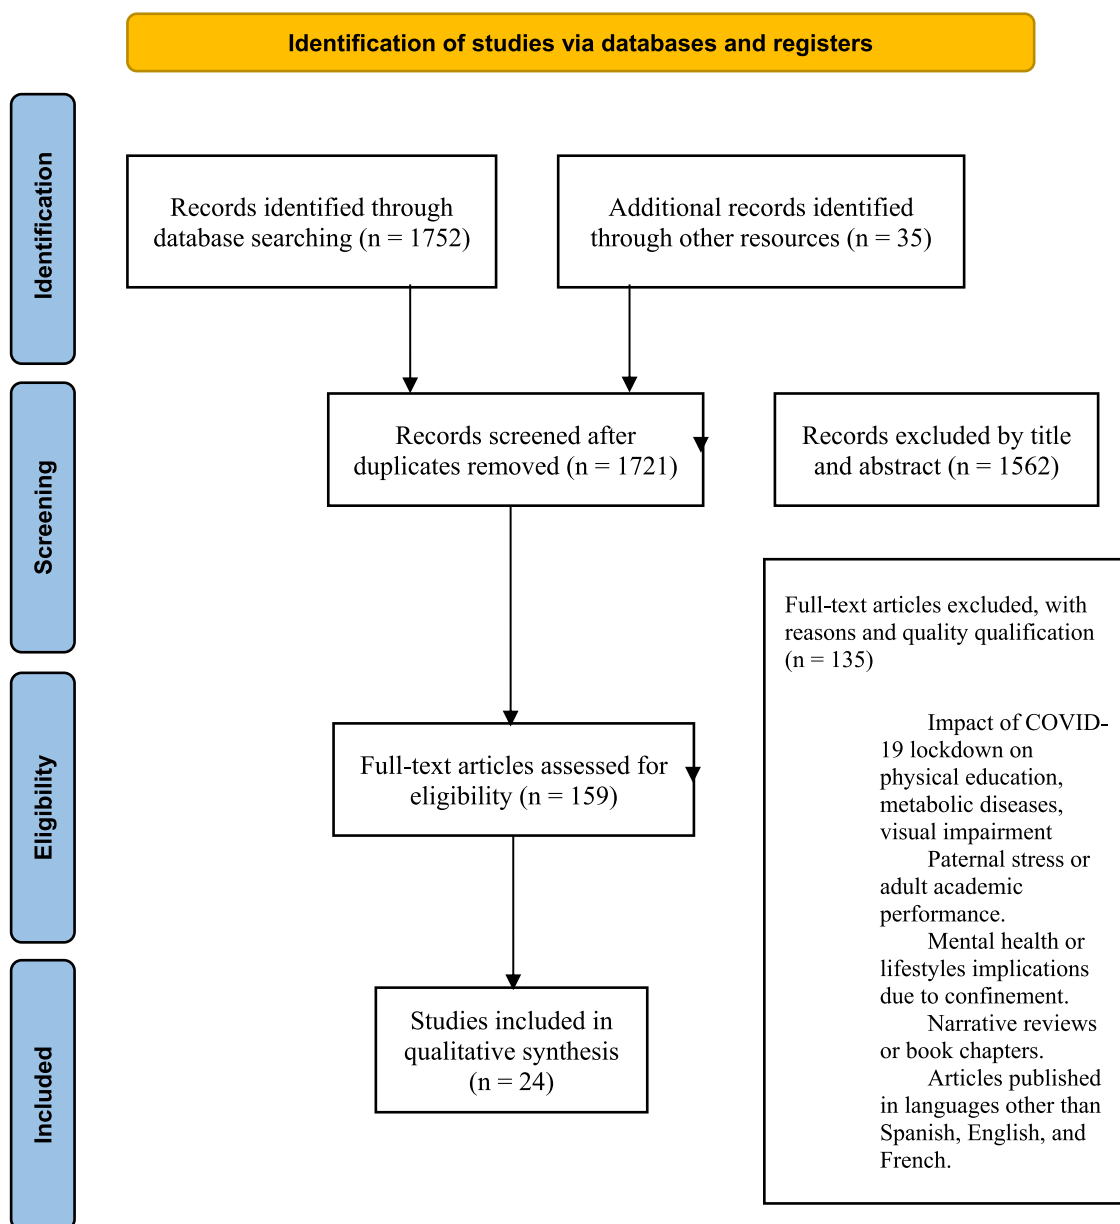 Identification of studies via databases and registers
Identification
Records identified through
database searching (n = 1752)
Additional records identified
through other resources (n = 35)
Screening
Records screened after
duplicates removed (n = 1721)
Records excluded by title
and abstract (n = 1562)
Full-text articles excluded, with
reasons and quality qualification
(n = 135)
Impact of COVID-
19 lockdown on
physical education,
metabolic diseases,
visual impairment
Paternal stress or
adult academic
performance.
Mental health or
lifestyles implications
due to confinement.
Narrative reviews
or book chapters.
Articles published
in languages other than
Spanish, English, and
French.
Eligibility
Full-text articles assessed for
eligibility (n = 159)
Included
Studies included in
qualitative synthesis
(n = 24)